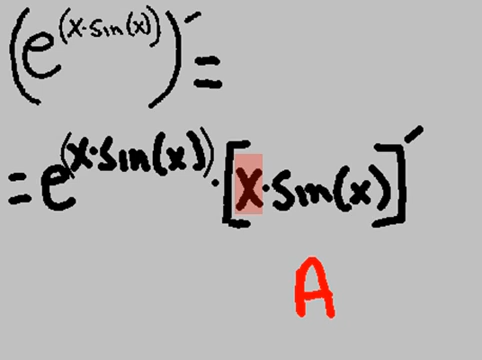 (e^(x·sin(x)))′ =
= e^(x·sin(x)) · [x·sin(x)]′
A